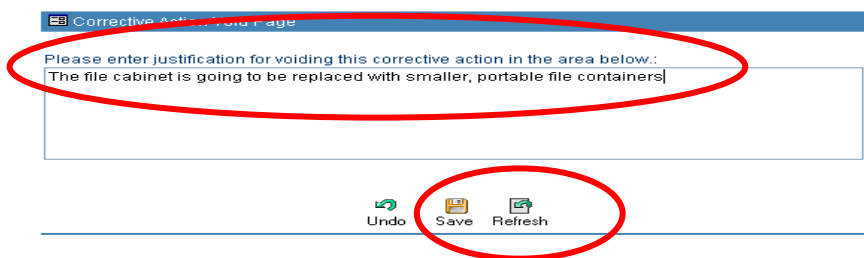 Corrective Action Void Page
Please enter justification for voiding this corrective action in the area below.:
The file cabinet is going to be replaced with smaller, portable file containers
Undo Save Refresh